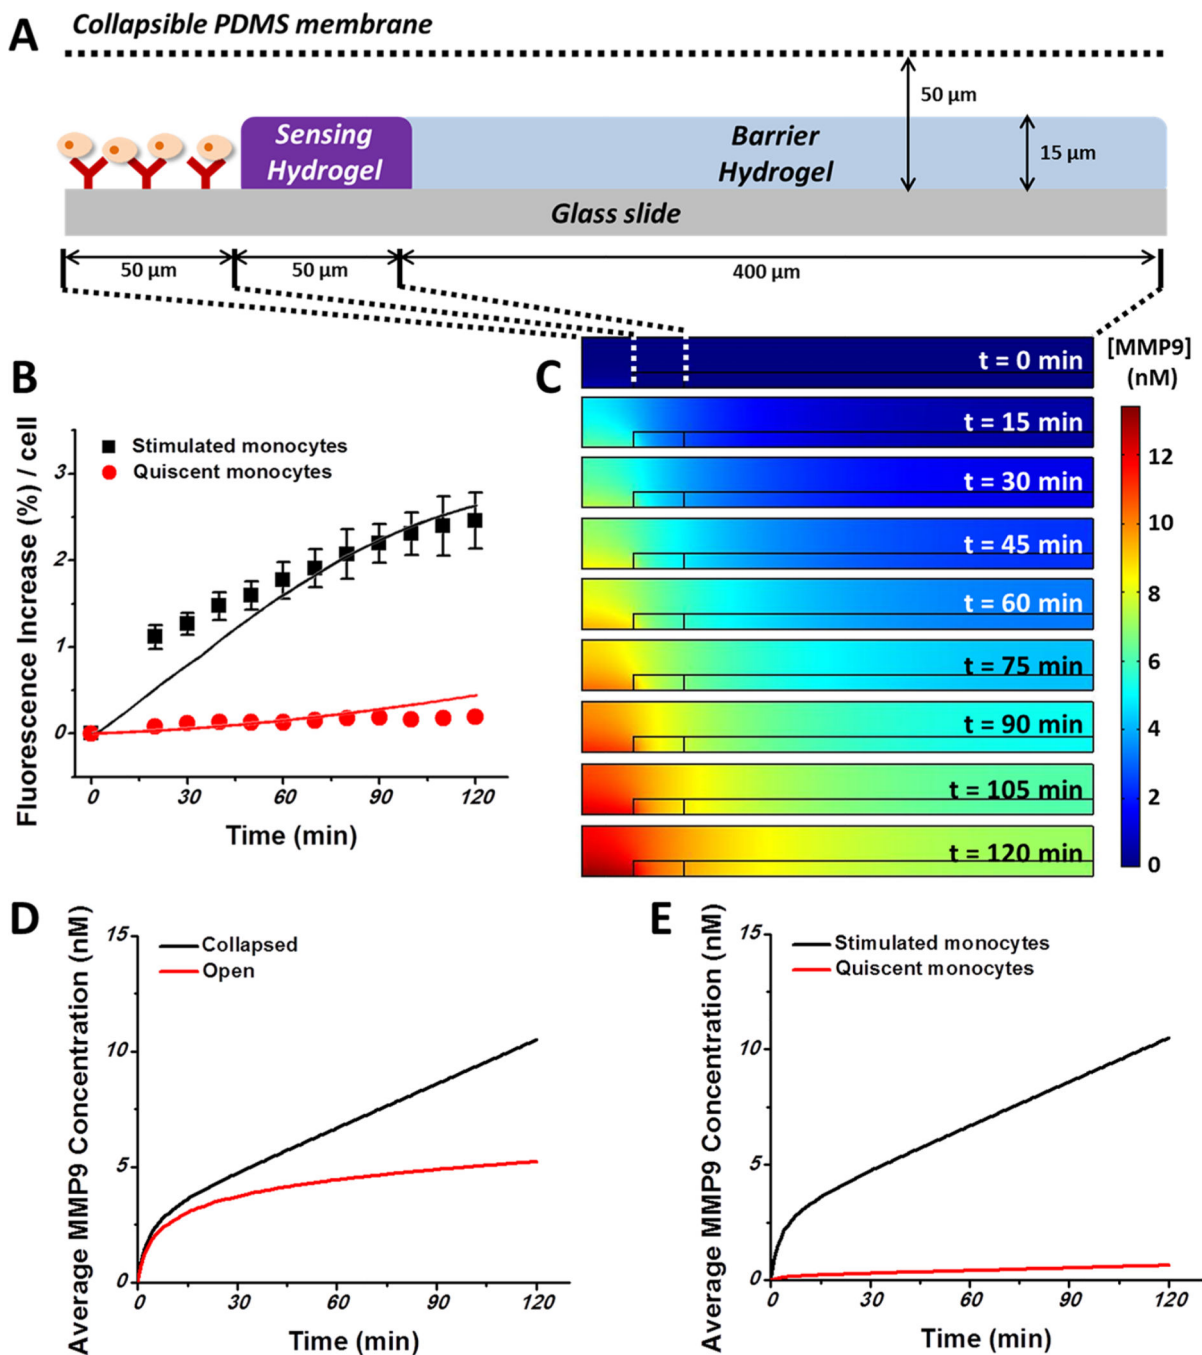 A
Collapsible PDMS membrane
50 μm
Sensing
Hydrogel
Barrier
Hydrogel
15 μm
Glass slide
50 μm
50 μm
400 μm
B
Fluorescence Increase (%) / cell
Stimulated monocytes
Quiscent monocytes
3
2
1
0
0
30
60
90
120
Time (min)
C
[MMP9]
(nM)
t = 0 min
t = 15 min
t = 30 min
t = 45 min
t = 60 min
t = 75 min
t = 90 min
t = 105 min
t = 120 min
12
10
8
6
4
2
0
D
Average MMP9 Concentration (nM)
Collapsed
Open
15
10
5
0
0
30
60
90
120
Time (min)
E
Average MMP9 Concentration (nM)
Stimulated monocytes
Quiscent monocytes
15
10
5
0
0
30
60
90
120
Time (min)